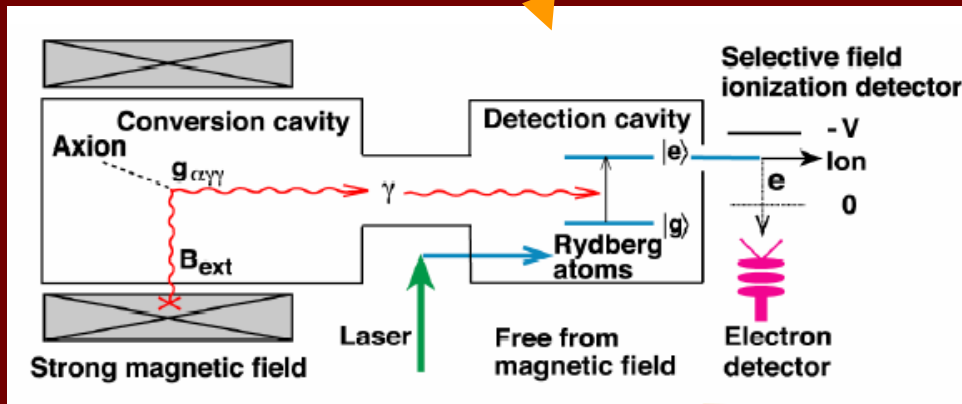 Selective field
ionization detector
Conversion cavity
Detection cavity
Axion
gαγγ
γ
|e⟩
- V
Ion
e
0
|g⟩
Rydberg
atoms
Bext
Laser
Free from
magnetic field
Electron
detector
Strong magnetic field